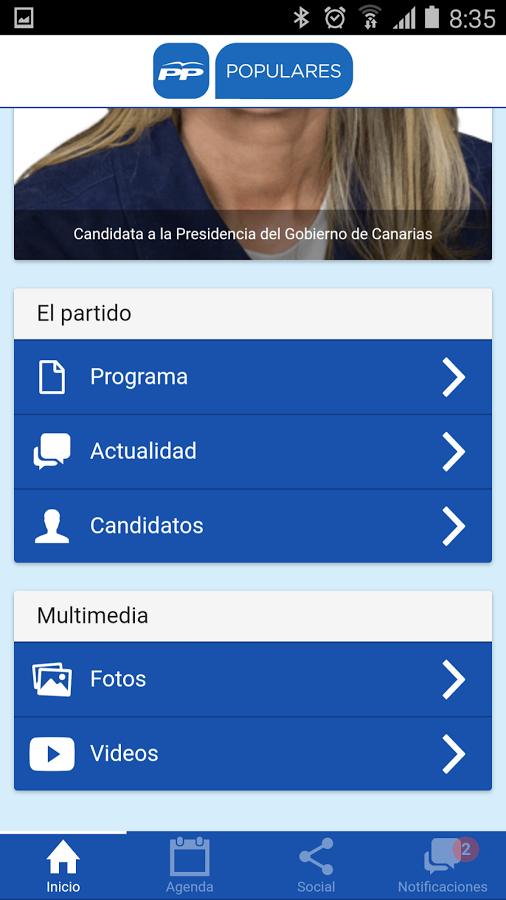 8:35
PP POPULARES
Candidata a la Presidencia del Gobierno de Canarias
El partido
Programa
Actualidad
Candidatos
Multimedia
Fotos
Videos
2
Inicio Agenda Social Notificaciones